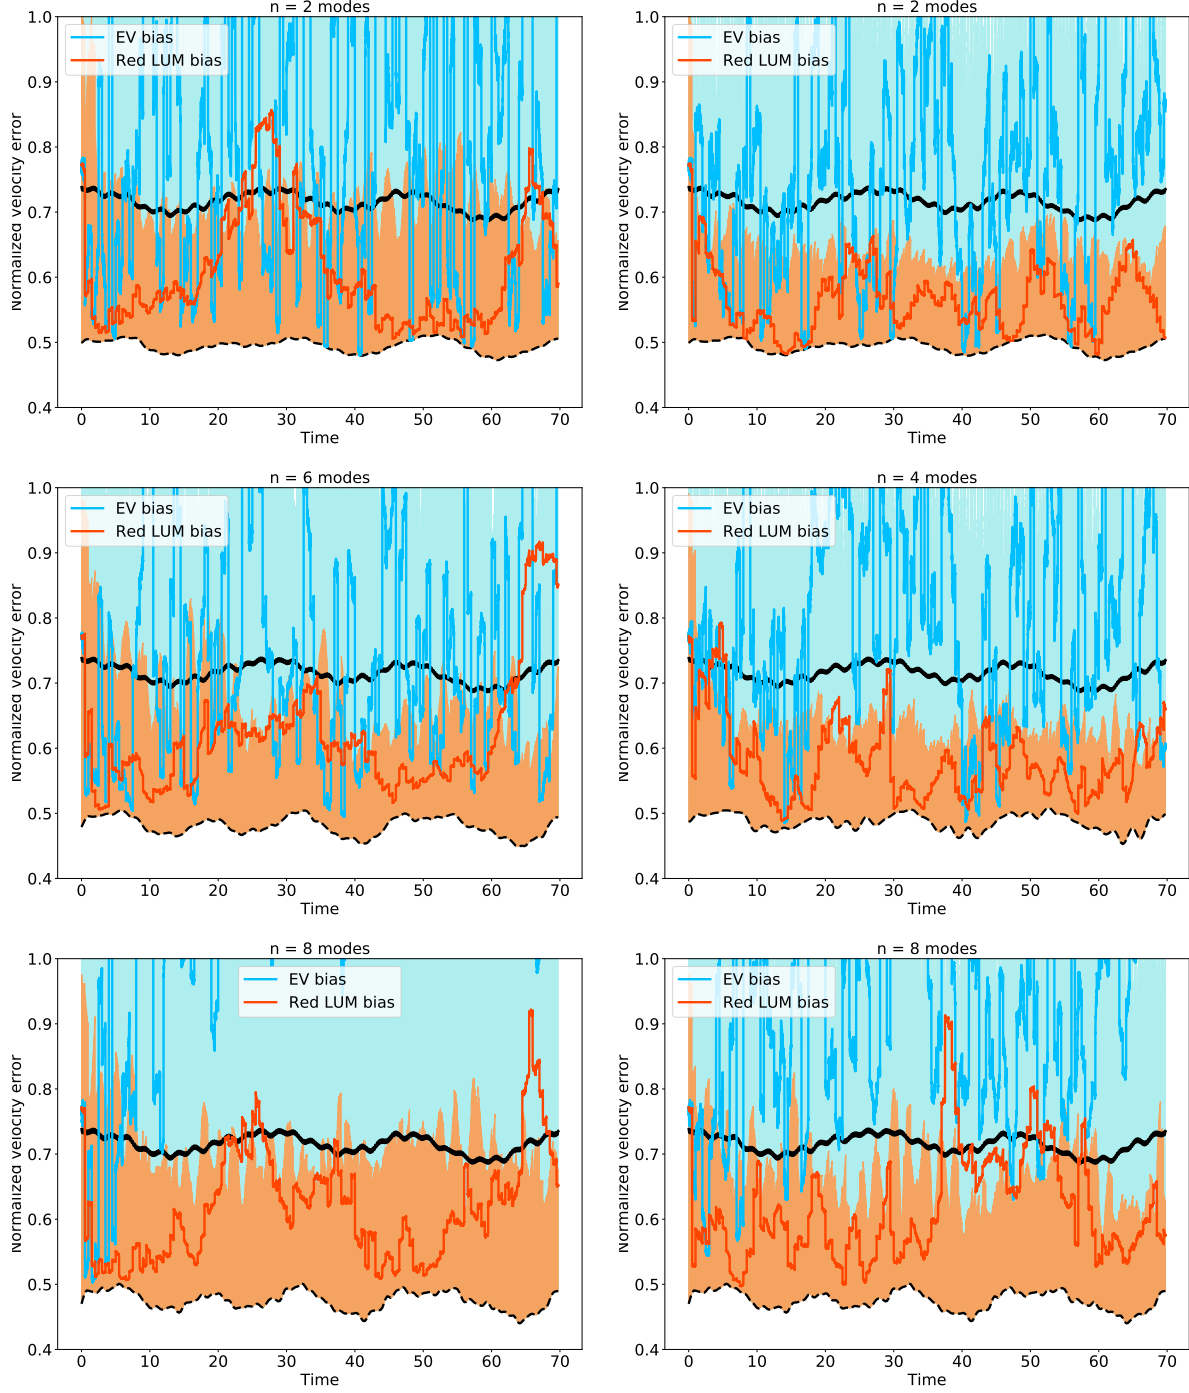 n = 2 modes
1.0
0.9
0.8
0.7
0.6
0.5
0.4
Normalized velocity error
EV bias
Red LUM bias
0 10 20 30 40 50 60 70
Time
n = 2 modes
1.0
0.9
0.8
0.7
0.6
0.5
0.4
Normalized velocity error
EV bias
Red LUM bias
0 10 20 30 40 50 60 70
Time
n = 6 modes
1.0
0.9
0.8
0.7
0.6
0.5
0.4
Normalized velocity error
EV bias
Red LUM bias
0 10 20 30 40 50 60 70
Time
n = 4 modes
1.0
0.9
0.8
0.7
0.6
0.5
0.4
Normalized velocity error
EV bias
Red LUM bias
0 10 20 30 40 50 60 70
Time
n = 8 modes
1.0
0.9
0.8
0.7
0.6
0.5
0.4
Normalized velocity error
EV bias
Red LUM bias
0 10 20 30 40 50 60 70
Time
n = 8 modes
1.0
0.9
0.8
0.7
0.6
0.5
0.4
Normalized velocity error
EV bias
Red LUM bias
0 10 20 30 40 50 60 70
Time